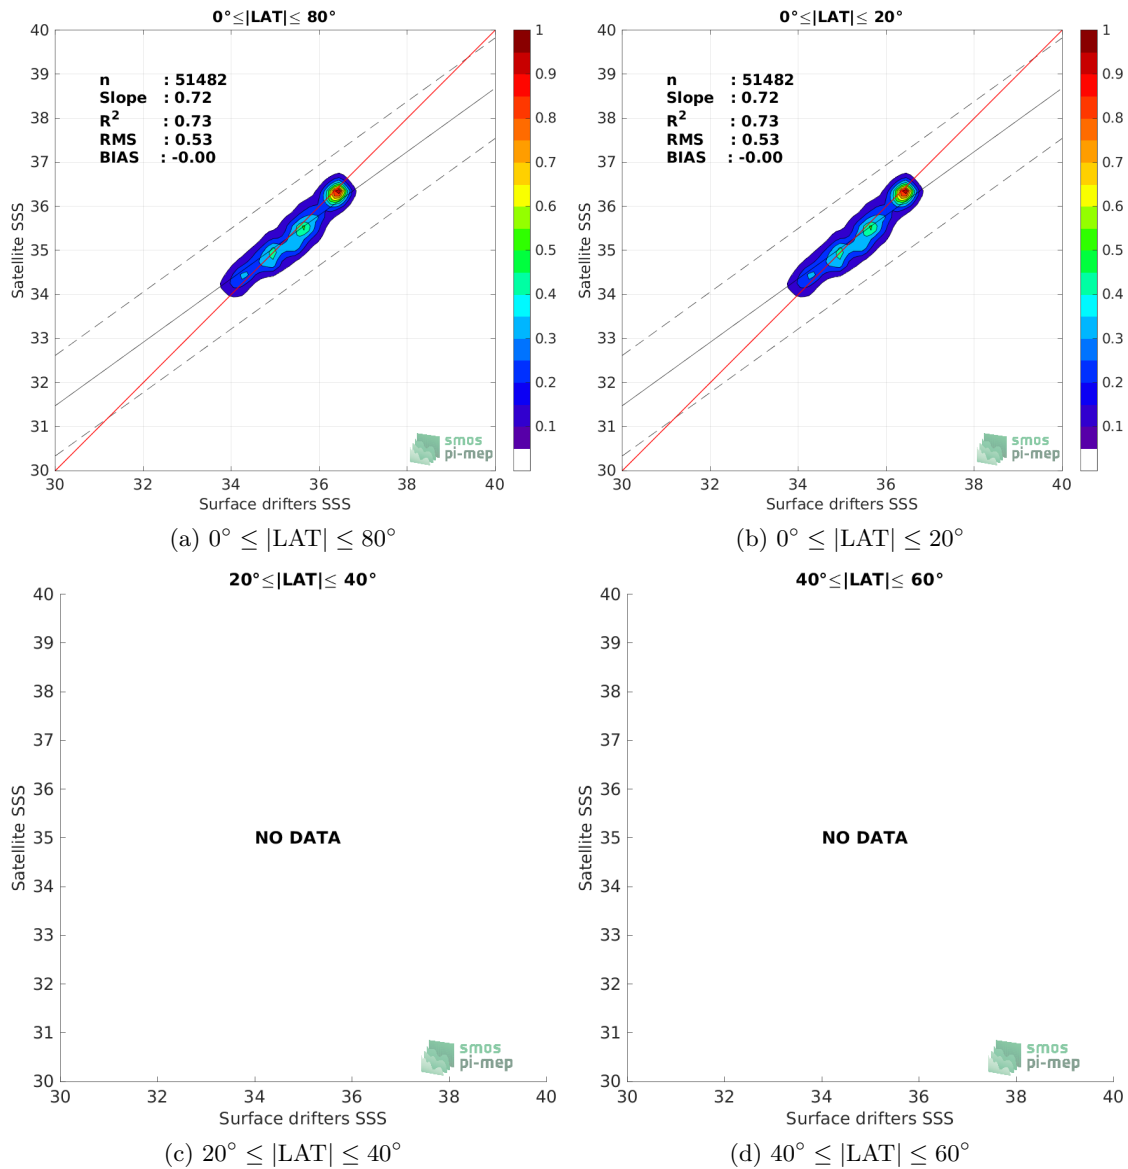 0°≤|LAT|≤ 80°
40
39
38
37
36
35
34
33
32
31
30
Satellite SSS
n : 51482
Slope : 0.72
R² : 0.73
RMS : 0.53
BIAS : -0.00
smos
pi-mep
30 32 34 36 38 40
Surface drifters SSS
1
0.9
0.8
0.7
0.6
0.5
0.4
0.3
0.2
0.1
(a) 0° ≤ |LAT| ≤ 80°
0°≤|LAT|≤ 20°
40
39
38
37
36
35
34
33
32
31
30
Satellite SSS
n : 51482
Slope : 0.72
R² : 0.73
RMS : 0.53
BIAS : -0.00
smos
pi-mep
30 32 34 36 38 40
Surface drifters SSS
1
0.9
0.8
0.7
0.6
0.5
0.4
0.3
0.2
0.1
(b) 0° ≤ |LAT| ≤ 20°
20°≤|LAT|≤ 40°
40
39
38
37
36
35
34
33
32
31
30
Satellite SSS
NO DATA
smos
pi-mep
30 32 34 36 38 40
Surface drifters SSS
(c) 20° ≤ |LAT| ≤ 40°
40°≤|LAT|≤ 60°
40
39
38
37
36
35
34
33
32
31
30
Satellite SSS
NO DATA
smos
pi-mep
30 32 34 36 38 40
Surface drifters SSS
(d) 40° ≤ |LAT| ≤ 60°